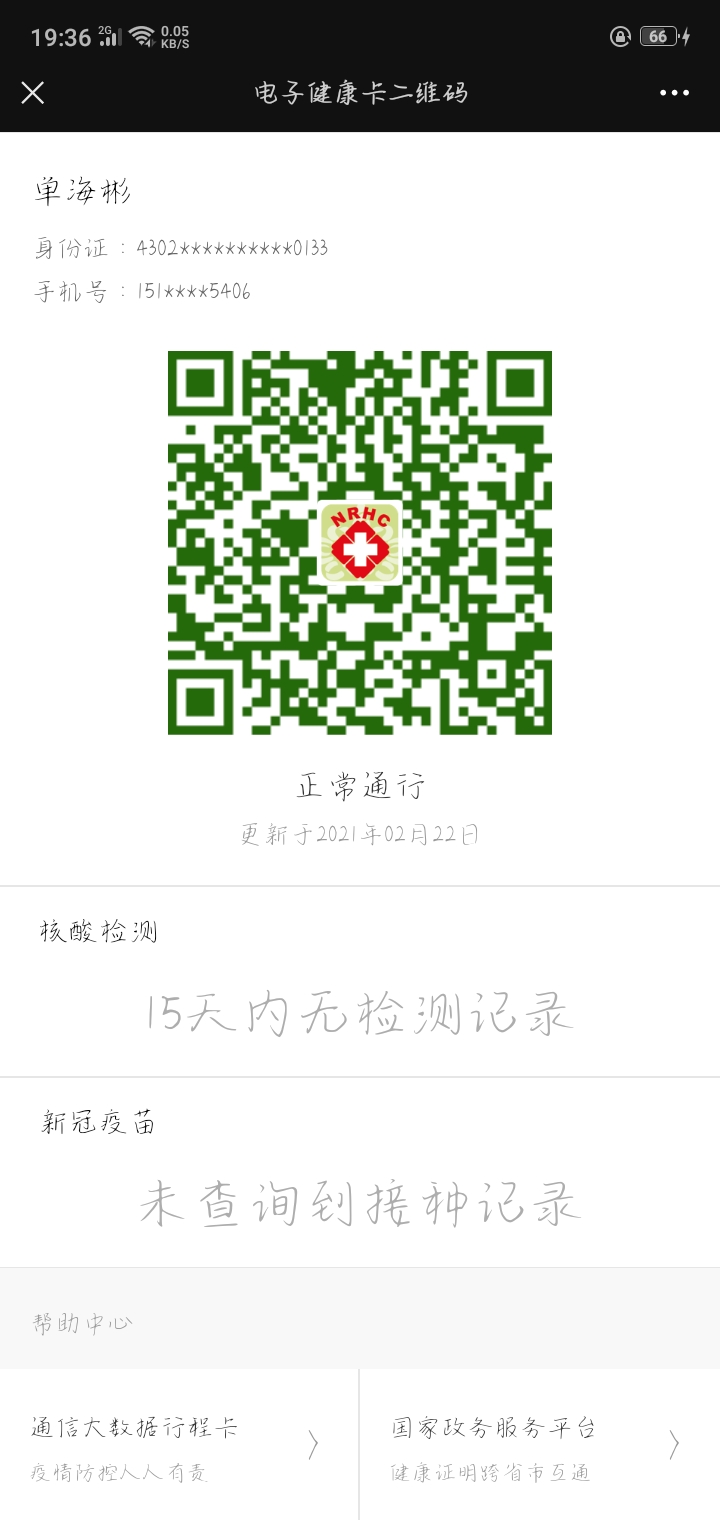 19:36 2G 0.05 KB/S 66
电子健康卡二维码
单海彬
身份证：4302**********0133
手机号：151****5406
NRHC
正常通行
更新于2021年02月22日
核酸检测
15天内无检测记录
新冠疫苗
未查询到接种记录
帮助中心
通信大数据行程卡
疫情防控人人有责
国家政务服务平台
健康证明跨省市互通